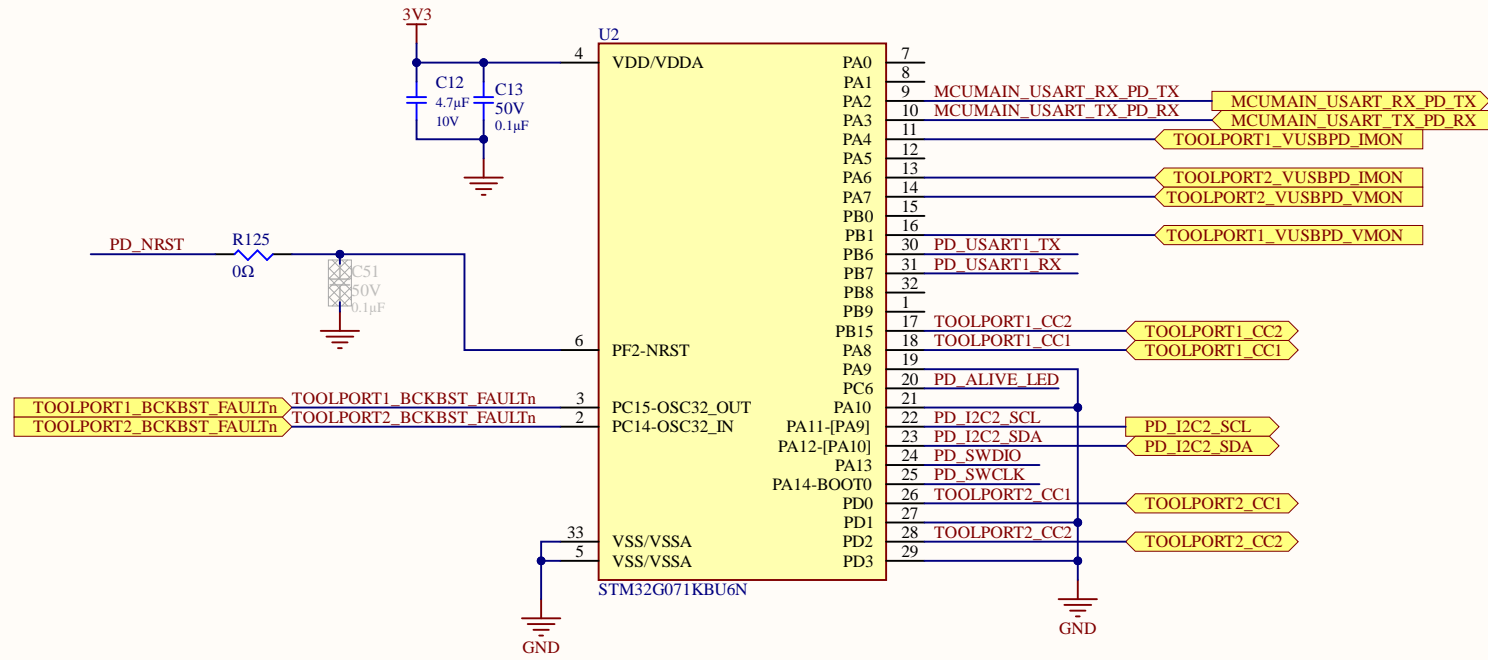 3V3
C12
4.7µF
10V
C13
50V
0.1µF
PD_NRST
R125
0Ω
C51
50V
0.1µF
TOOLPORT1_BCKBST_FAULTn
TOOLPORT1_BCKBST_FAULTn
TOOLPORT2_BCKBST_FAULTn
TOOLPORT2_BCKBST_FAULTn
U2
4 VDD/VDDA
6 PF2-NRST
3 PC15-OSC32_OUT
2 PC14-OSC32_IN
33 VSS/VSSA
5 VSS/VSSA
STM32G071KBU6N
GND
PA0 7
PA1 8
PA2 9 MCUMAIN_USART_RX_PD_TX MCUMAIN_USART_RX_PD_TX
PA3 10 MCUMAIN_USART_TX_PD_RX MCUMAIN_USART_TX_PD_RX
PA4 11 TOOLPORT1_VUSBPD_IMON
PA5 12
PA6 13 TOOLPORT2_VUSBPD_IMON
PA7 14 TOOLPORT2_VUSBPD_VMON
PB0 15
PB1 16 TOOLPORT1_VUSBPD_VMON
PB6 30 PD_USART1_TX
PB7 31 PD_USART1_RX
PB8 32
PB9 1
PB15 17 TOOLPORT1_CC2 TOOLPORT1_CC2
PA8 18 TOOLPORT1_CC1 TOOLPORT1_CC1
PA9 19
PC6 20 PD_ALIVE_LED
PA10 21
PA11-[PA9] 22 PD_I2C2_SCL PD_I2C2_SCL
PA12-[PA10] 23 PD_I2C2_SDA PD_I2C2_SDA
PA13 24 PD_SWDIO
PA14-BOOT0 25 PD_SWCLK
PD0 26 TOOLPORT2_CC1 TOOLPORT2_CC1
PD1 27
PD2 28 TOOLPORT2_CC2 TOOLPORT2_CC2
PD3 29
GND